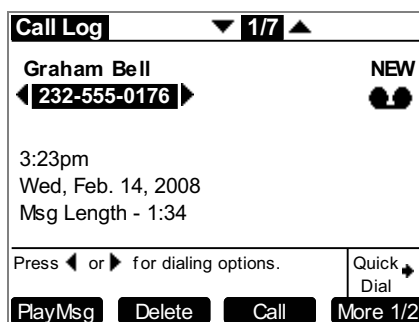 Call Log 1/7
Graham Bell NEW
232-555-0176
3:23pm
Wed, Feb. 14, 2008
Msg Length - 1:34
Press or for dialing options.
Quick
Dial
PlayMsg Delete Call More 1/2